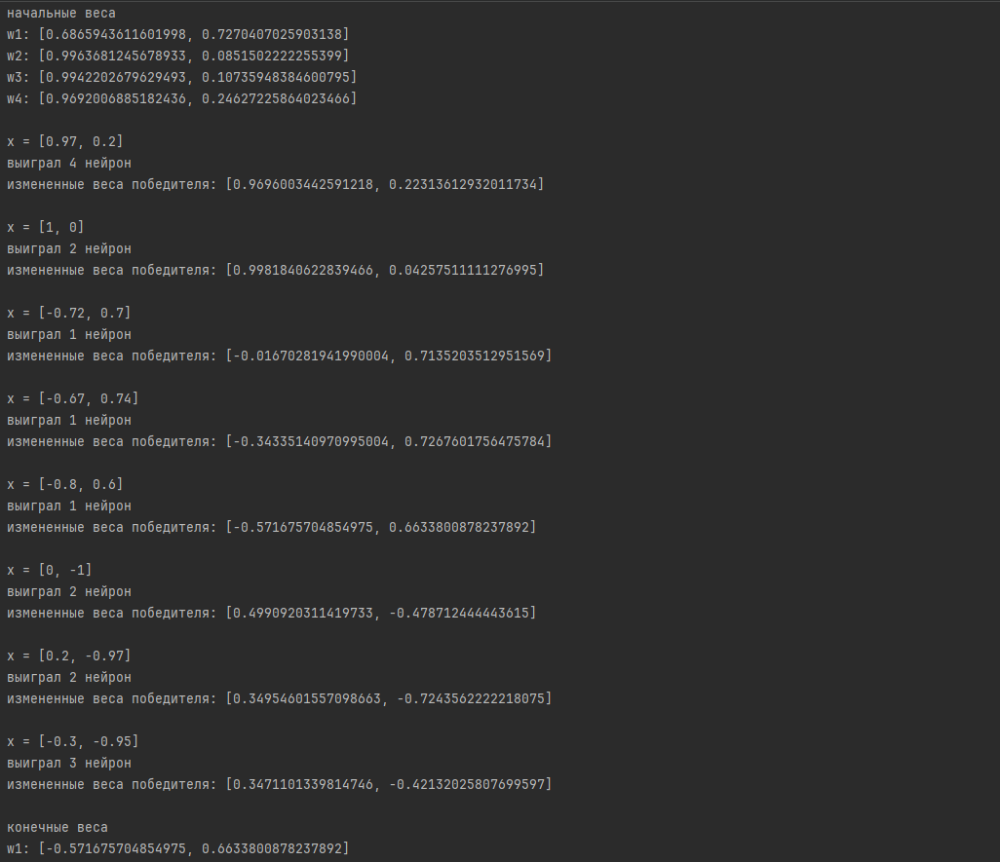 начальные веса
w1: [0.6865943611601998, 0.7270407025903138]
w2: [0.9963681245678933, 0.0851502222255399]
w3: [0.9942202679629493, 0.10735948384600795]
w4: [0.9692006885182436, 0.24627225864023466]
x = [0.97, 0.2]
выиграл 4 нейрон
измененные веса победителя: [0.9696003442591218, 0.22313612932011734]
x = [1, 0]
выиграл 2 нейрон
измененные веса победителя: [0.9981840622839466, 0.04257511111276995]
x = [-0.72, 0.7]
выиграл 1 нейрон
измененные веса победителя: [-0.01670281941990004, 0.7135203512951569]
x = [-0.67, 0.74]
выиграл 1 нейрон
измененные веса победителя: [-0.34335140970995004, 0.7267601756475784]
x = [-0.8, 0.6]
выиграл 1 нейрон
измененные веса победителя: [-0.571675704854975, 0.6633800878237892]
x = [0, -1]
выиграл 2 нейрон
измененные веса победителя: [0.4990920311419733, -0.478712444443615]
x = [0.2, -0.97]
выиграл 2 нейрон
измененные веса победителя: [0.34954601557098663, -0.7243562222218075]
x = [-0.3, -0.95]
выиграл 3 нейрон
измененные веса победителя: [0.3471101339814746, -0.42132025807699597]
конечные веса
w1: [-0.571675704854975, 0.6633800878237892]